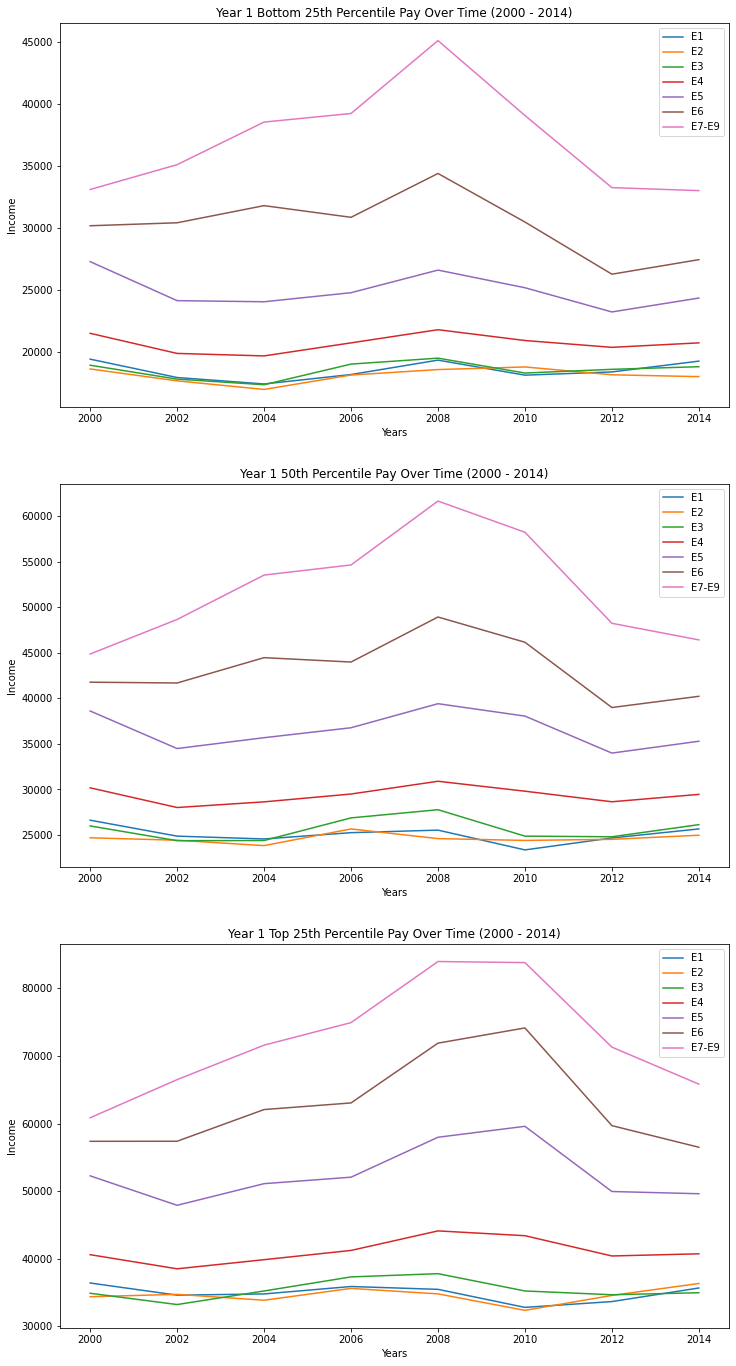 Year 1 Bottom 25th Percentile Pay Over Time (2000 - 2014)
E1
E2
E3
E4
E5
E6
E7-E9
45000
40000
35000
30000
25000
20000
Income
2000 2002 2004 2006 2008 2010 2012 2014
Years
Year 1 50th Percentile Pay Over Time (2000 - 2014)
E1
E2
E3
E4
E5
E6
E7-E9
60000
55000
50000
45000
40000
35000
30000
25000
Income
2000 2002 2004 2006 2008 2010 2012 2014
Years
Year 1 Top 25th Percentile Pay Over Time (2000 - 2014)
E1
E2
E3
E4
E5
E6
E7-E9
80000
70000
60000
50000
40000
30000
Income
2000 2002 2004 2006 2008 2010 2012 2014
Years